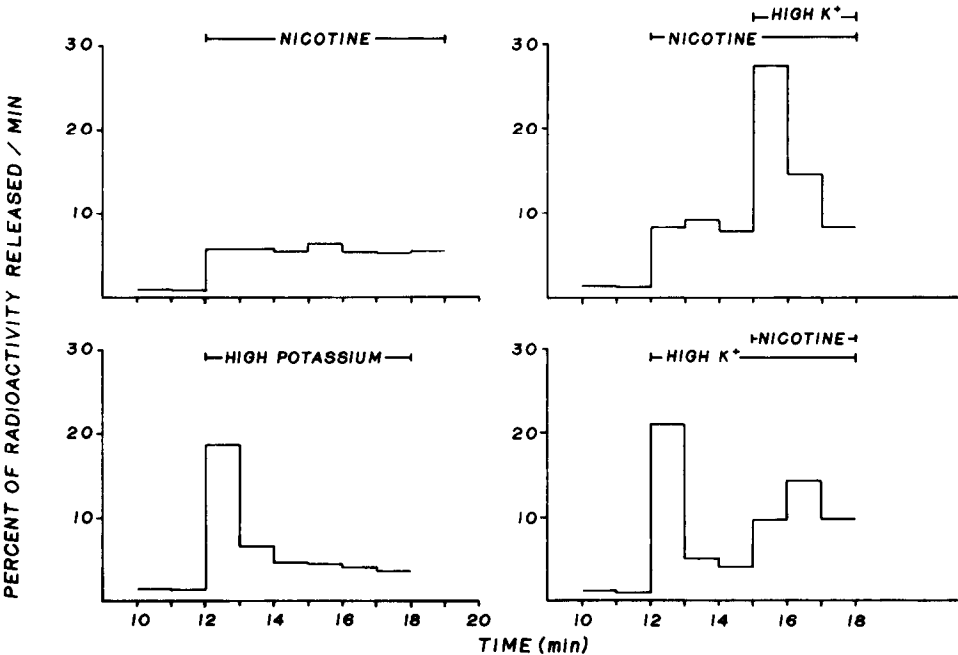 PERCENT OF RADIOACTIVITY RELEASED / MIN
NICOTINE
30
20
10
HIGH K+
NICOTINE
30
20
10
HIGH POTASSIUM
30
20
10
10 12 14 16 18 20
NICOTINE
HIGH K+
30
20
10
10 12 14 16 18
TIME (min)